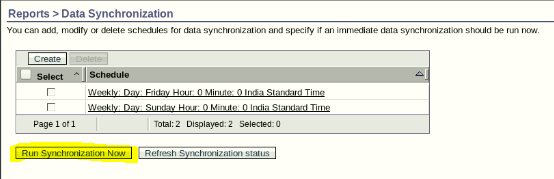 Reports > Data Synchronization
You can add, modify or delete schedules for data synchronization and specify if an immediate data synchronization should be run now.
Create Delete
Select ^ Schedule
Weekly: Day: Friday Hour: 0 Minute: 0 India Standard Time
Weekly: Day: Sunday Hour: 0 Minute: 0 India Standard Time
Page 1 of 1 Total: 2 Displayed: 2 Selected: 0
Run Synchronization Now Refresh Synchronization status